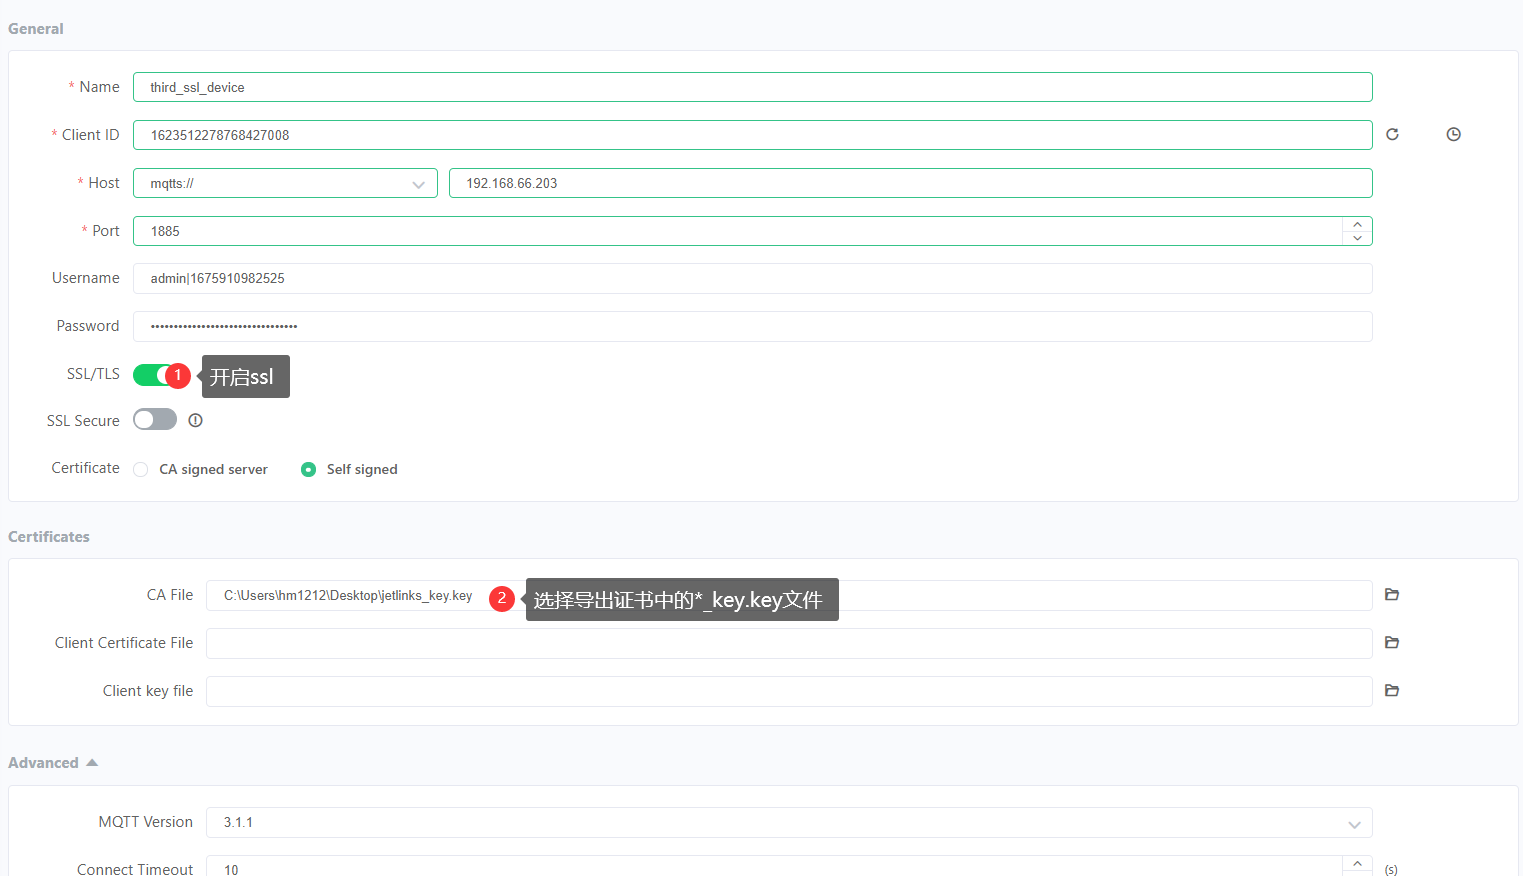 General
* Name third_ssl_device
* Client ID 1623512278768427008
* Host mqtts:// 192.168.66.203
* Port 1885
Username admin|1675910982525
Password ••••••••••••••••••••••••••••••••
SSL/TLS 1 开启ssl
SSL Secure
Certificate CA signed server Self signed
Certificates
CA File C:\Users\hm1212\Desktop\jetlinks_key.key 2 选择导出证书中的*_key.key文件
Client Certificate File
Client key file
Advanced
MQTT Version 3.1.1
Connect Timeout 10 (s)